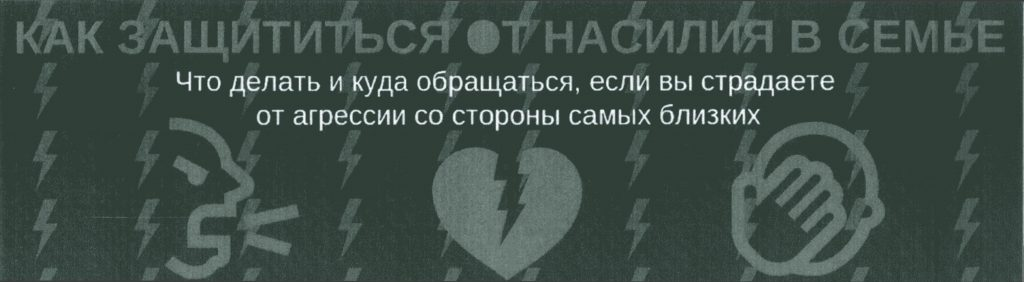 КАК ЗАЩИТИТЬСЯ ОТ НАСИЛИЯ В СЕМЬЕ
Что делать и куда обращаться, если вы страдаете
от агрессии со стороны самых близких